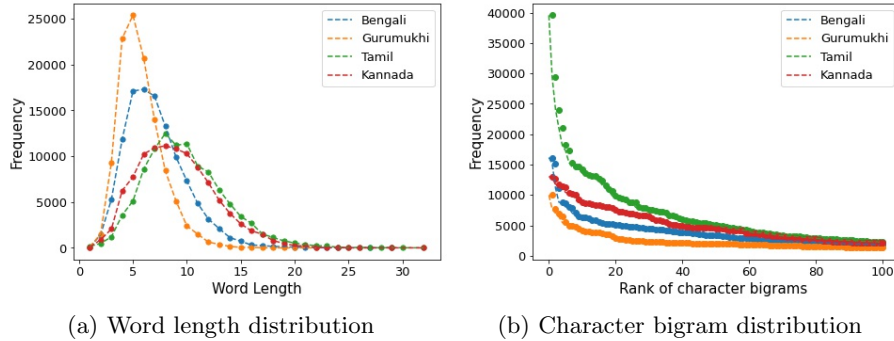 Bengali
Gurumukhi
Tamil
Kannada
25000
20000
15000
10000
5000
0
Frequency
0
5
10
15
20
25
30
Word Length
(a) Word length distribution
Bengali
Gurumukhi
Tamil
Kannada
40000
35000
30000
25000
20000
15000
10000
5000
0
Frequency
0
20
40
60
80
100
Rank of character bigrams
(b) Character bigram distribution